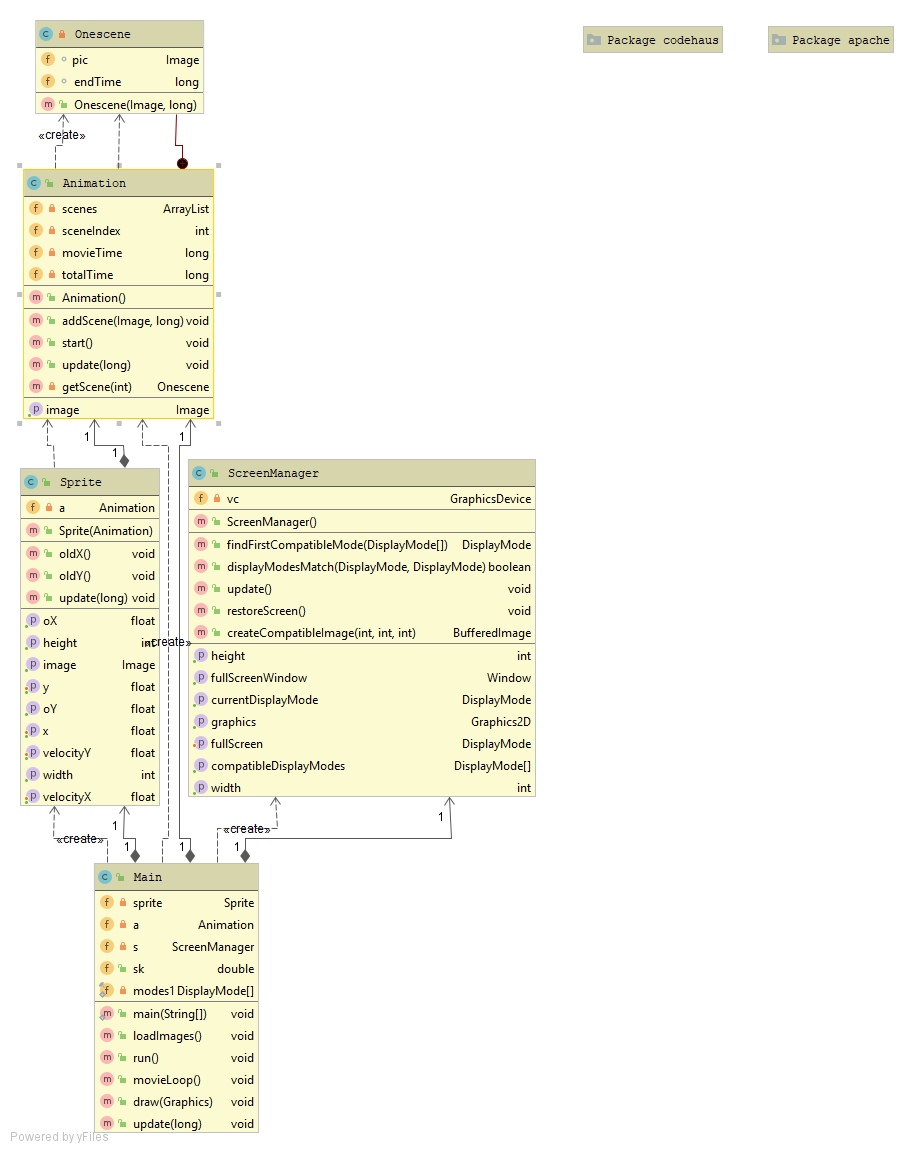 Onescene
pic Image
endTime long
Onescene(Image, long)
Package codehaus
Package apache
«create»
Animation
scenes ArrayList
sceneIndex int
movieTime long
totalTime long
Animation()
addScene(Image, long) void
start() void
update(long) void
getScene(int) Onescene
image Image
1
1
1
Sprite
a Animation
Sprite(Animation)
oldX() void
oldY() void
update(long) void
oX float
height int
image Image
y float
oY float
x float
velocityY float
width int
velocityX float
«create»
ScreenManager
vc GraphicsDevice
ScreenManager()
findFirstCompatibleMode(DisplayMode[]) DisplayMode
displayModesMatch(DisplayMode, DisplayMode) boolean
update() void
restoreScreen() void
createCompatibleImage(int, int, int) BufferedImage
height int
fullScreenWindow Window
currentDisplayMode DisplayMode
graphics Graphics2D
fullScreen DisplayMode
compatibleDisplayModes DisplayMode[]
width int
1
1
«create»
«create»
1
1
1
Main
sprite Sprite
a Animation
s ScreenManager
sk double
modes1 DisplayMode[]
main(String[]) void
loadImages() void
run() void
movieLoop() void
draw(Graphics) void
update(long) void
Powered by yFiles